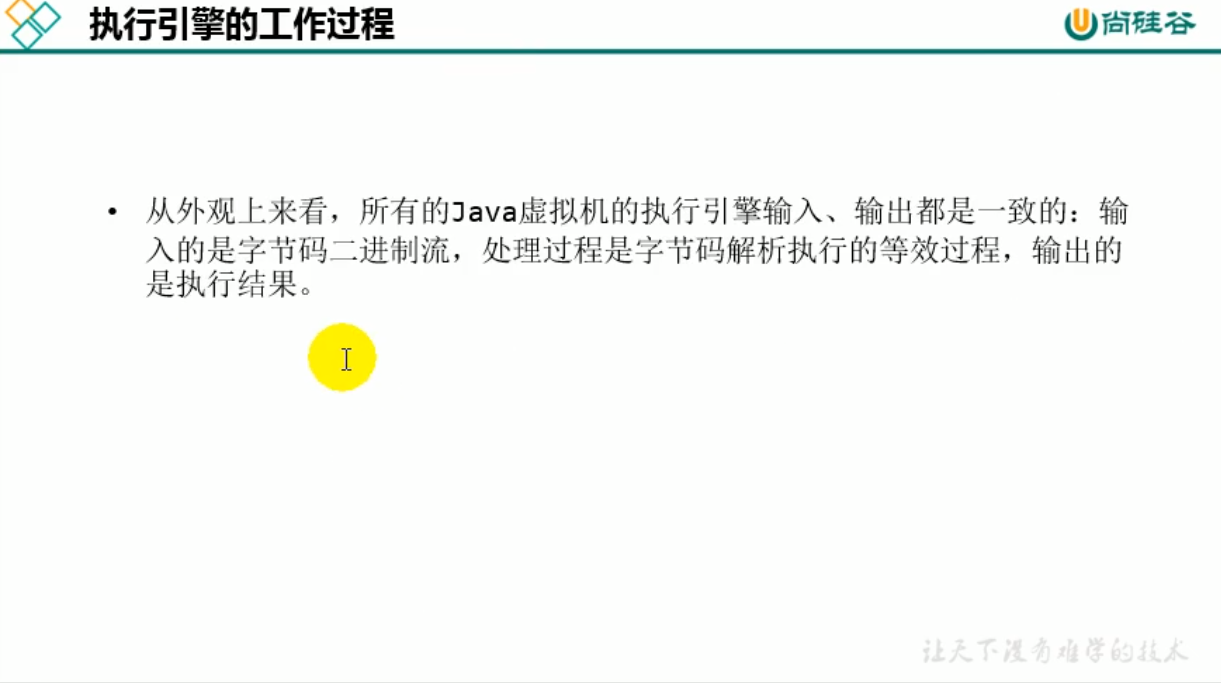 执行引擎的工作过程
尚硅谷
• 从外观上来看，所有的Java虚拟机的执行引擎输入、输出都是一致的：输
入的是字节码二进制流，处理过程是字节码解析执行的等效过程，输出的
是执行结果。
让天下没有难学的技术